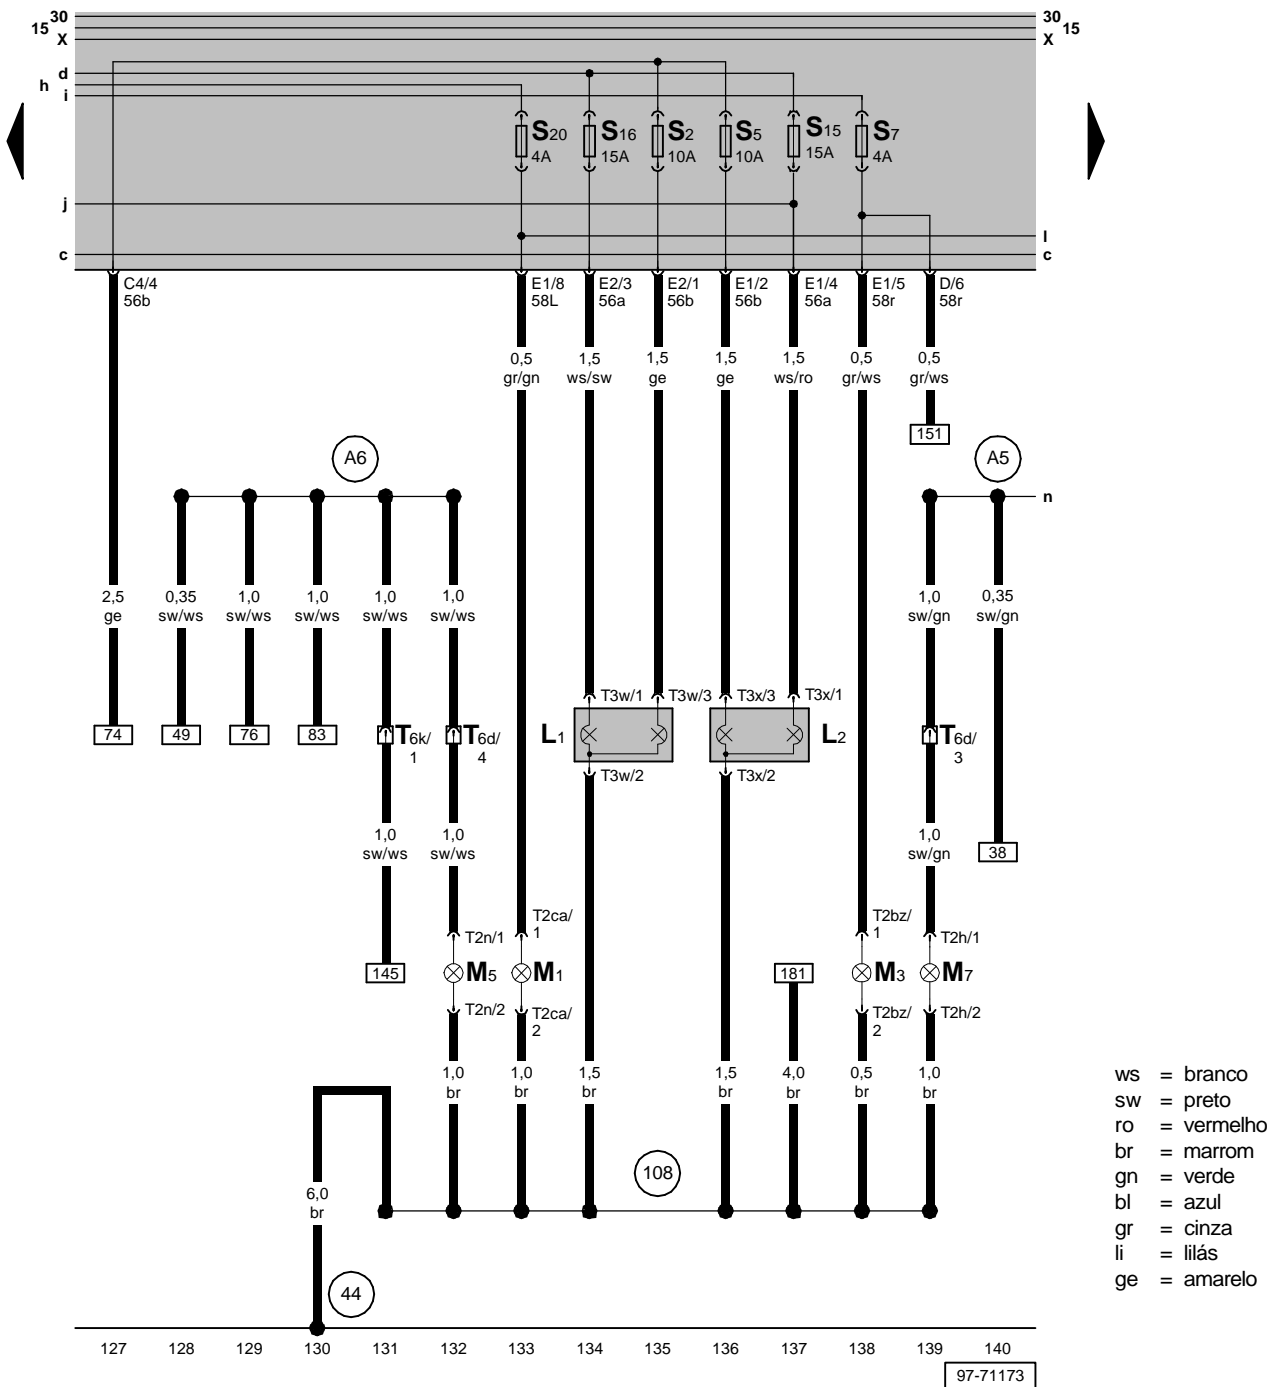 30
15
X
30
15
X
d
h
i
S20
4A
S16
15A
S2
10A
S5
10A
S15
15A
S7
4A
j
l
c
c
C4/4
56b
E1/8
58L
E2/3
56a
E2/1
56b
E1/2
56b
E1/4
56a
E1/5
58r
D/6
58r
0,5
gr/gn
1,5
ws/sw
1,5
ge
1,5
ge
1,5
ws/ro
0,5
gr/ws
0,5
gr/ws
151
A6
A5
n
2,5
ge
0,35
sw/ws
1,0
sw/ws
1,0
sw/ws
1,0
sw/ws
1,0
sw/ws
1,0
sw/gn
0,35
sw/gn
T3w/1
T3w/3
T3x/3
T3x/1
74
49
76
83
T6k/
1
T6d/
4
L1
L2
T6d/
3
T3w/2
T3x/2
1,0
sw/ws
1,0
sw/ws
1,0
sw/gn
38
T2n/1
T2ca/
1
T2bz/
1
T2h/1
145
M5
M1
181
M3
M7
T2n/2
T2ca/
2
T2bz/
2
T2h/2
1,0
br
1,0
br
1,5
br
1,5
br
4,0
br
0,5
br
1,0
br
ws = branco
sw = preto
ro = vermelho
br = marrom
gn = verde
bl = azul
gr = cinza
li = lilás
ge = amarelo
108
6,0
br
44
127 128 129 130 131 132 133 134 135 136 137 138 139 140
97-71173